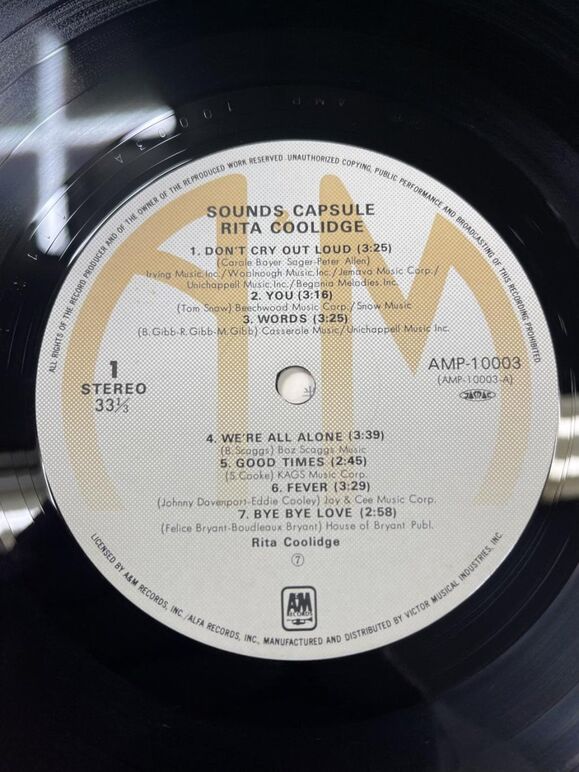 AMP 10003 A
ALL RIGHTS OF THE RECORD PRODUCER AND OF THE OWNER OF THE REPRODUCED WORK RESERVED. UNAUTHORIZED COPYING, PUBLIC PERFORMANCE AND BROADCASTING OF THIS RECORD PROHIBITED
SOUNDS CAPSULE
RITA COOLIDGE
1. DON'T CRY OUT LOUD (3:25)
(Carole Bayer Sager-Peter Allen)
Irving Music.Inc./Woolnough Music.Inc./Jemava Music Corp./
Unichappell Music.Inc./Begonia Melodies.Inc.
2. YOU (3:16)
(Tom Snow) Beechwood Music Corp./Snow Music
3. WORDS (3:25)
(B.Gibb-R.Gibb-M.Gibb) Casserole Music/Unichappell Music.Inc.
1
STEREO
33⅓
AMP-10003
(AMP-10003-A)
4. WE'RE ALL ALONE (3:39)
(B.Scaggs) Boz Scaggs Music
5. GOOD TIMES (2:45)
(S.Cooke) KAGS Music Corp.
6. FEVER (3:29)
(Johnny Davenpart-Eddie Cooley) Jay & Cee Music Corp.
7. BYE BYE LOVE (2:58)
(Felice Bryant-Boudleaux Bryant) House of Bryant Publ.
Rita Coolidge
⑦
A&M
RECORDS
LICENSED BY A&M RECORDS, INC./ALFA RECORDS, INC., MANUFACTURED AND DISTRIBUTED BY VICTOR MUSICAL INDUSTRIES, INC.